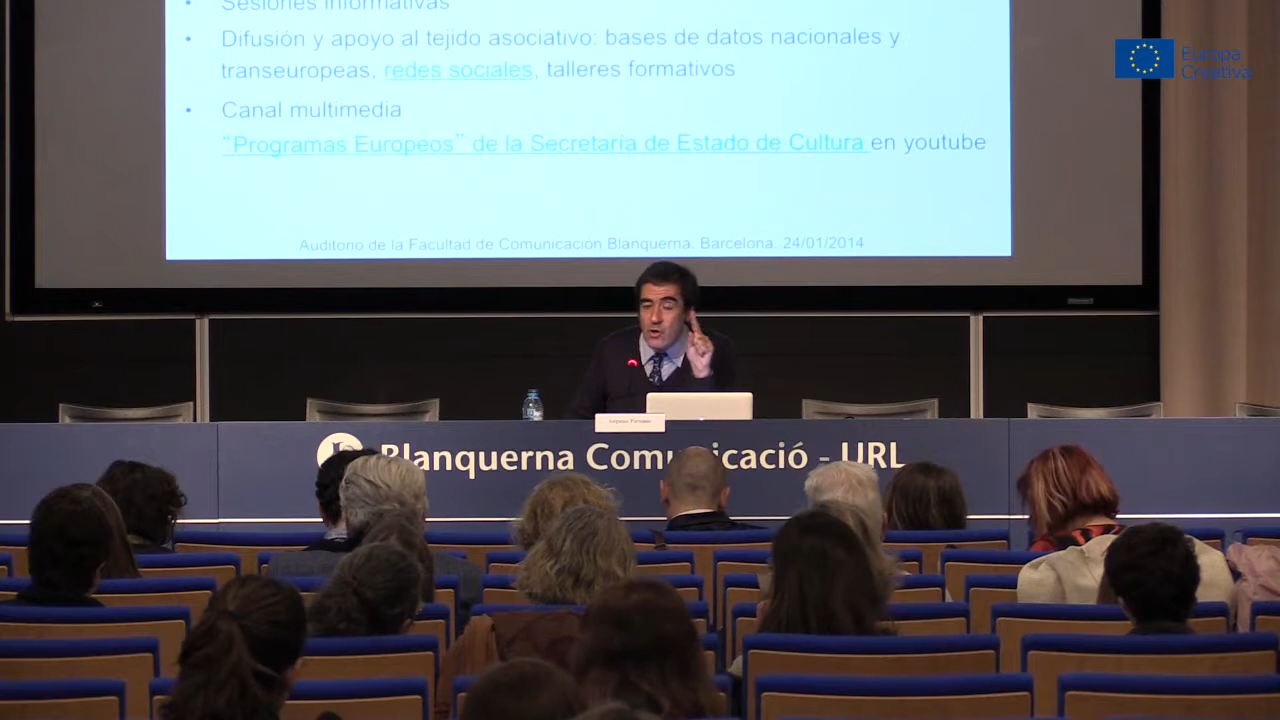 • Sesiones informativas
• Difusión y apoyo al tejido asociativo: bases de datos nacionales y
transeuropeas, redes sociales, talleres formativos
• Canal multimedia
“Programas Europeos” de la Secretaría de Estado de Cultura en youtube
Auditorio de la Facultad de Comunicación Blanquerna. Barcelona. 24/01/2014
Europa
Creativa
Blanquerna Comunicació - URL